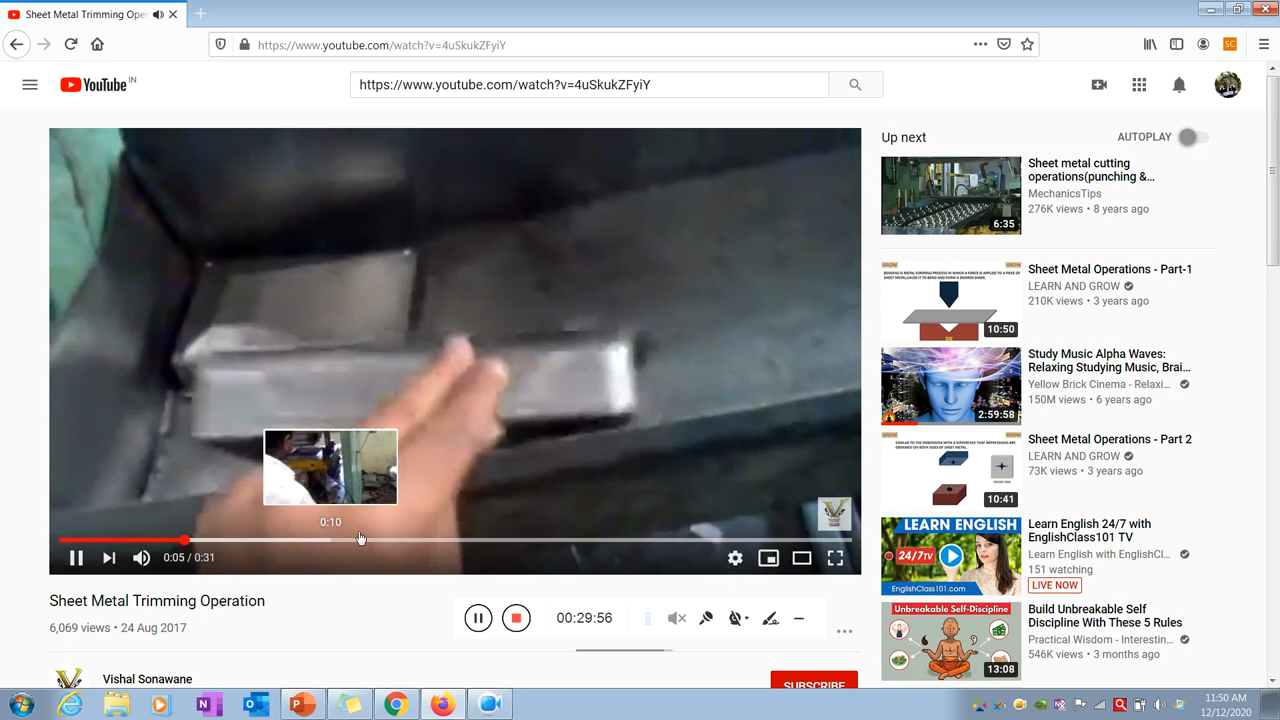 Sheet Metal Trimming Oper
https://www.youtube.com/watch?v=4uSkukZFyiY
YouTube IN
https://www.youtube.com/watch?v=4uSkukZFyiY
SC
Up next
AUTOPLAY
Sheet metal cutting
operations(punching &...
MechanicsTips
276K views • 8 years ago
6:35
GROW
GROW
Sheet Metal Operations - Part-1
LEARN AND GROW
210K views • 3 years ago
10:50
Study Music Alpha Waves:
Relaxing Studying Music, Brai...
Yellow Brick Cinema - Relaxi...
150M views • 6 years ago
2:59:58
GROW
GROW
Sheet Metal Operations - Part 2
LEARN AND GROW
73K views • 3 years ago
10:41
LEARN ENGLISH
24/7
EnglishClass101.com
Learn English 24/7 with
EnglishClass101 TV
Learn English with EnglishCl...
151 watching
LIVE NOW
Unbreakable Self-Discipline
Build Unbreakable Self
Discipline With These 5 Rules
Practical Wisdom - Interestin...
546K views • 3 months ago
13:08
0:10
0:05 / 0:31
Sheet Metal Trimming Operation
6,069 views • 24 Aug 2017
00:29:56
Vishal Sonawane
SUBSCRIBE
11:50 AM
12/12/2020